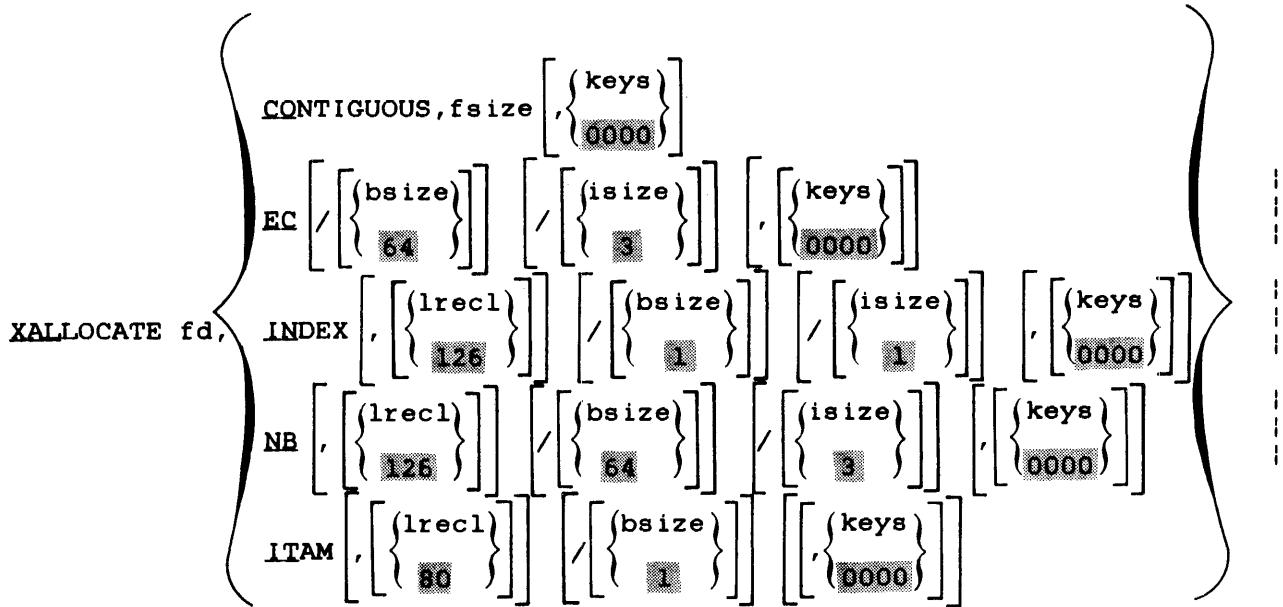 CONTIGUOUS,fsize [,{keys
0000}]
EC [/[{bsize
64}]] [/[{isize
3}]] [,[{keys
0000}]]
XALLOCATE fd, INDEX [,[{lrecl
126}]] [/[{bsize
1}]] [/[{isize
1}]] [,[{keys
0000}]]
NB [,[{lrecl
126}]] [/[{bsize
64}]] [/[{isize
3}]] [,[{keys
0000}]]
ITAM [,[{lrecl
80}]] [/[{bsize
1}]] [[,{keys
0000}]]